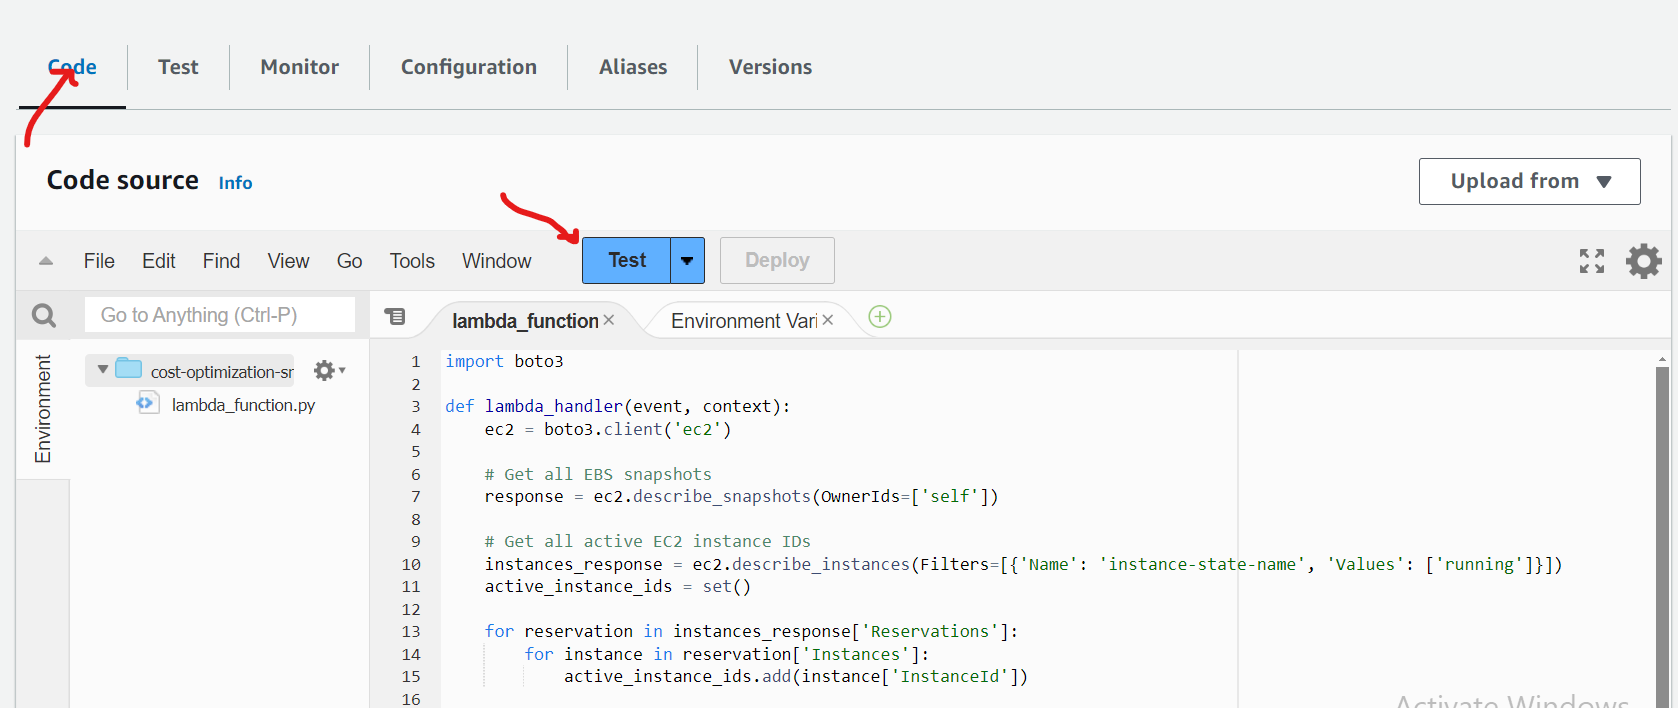 Code Test Monitor Configuration Aliases Versions
Code source Info Upload from
File Edit Find View Go Tools Window Test Deploy
Go to Anything (Ctrl-P) lambda_function Environment Vari
Environment
cost-optimization-sr
lambda_function.py
1 import boto3
2
3 def lambda_handler(event, context):
4 ec2 = boto3.client('ec2')
5
6 # Get all EBS snapshots
7 response = ec2.describe_snapshots(OwnerIds=['self'])
8
9 # Get all active EC2 instance IDs
10 instances_response = ec2.describe_instances(Filters=[{'Name': 'instance-state-name', 'Values': ['running']}])
11 active_instance_ids = set()
12
13 for reservation in instances_response['Reservations']:
14 for instance in reservation['Instances']:
15 active_instance_ids.add(instance['InstanceId'])
16
Activate Windows